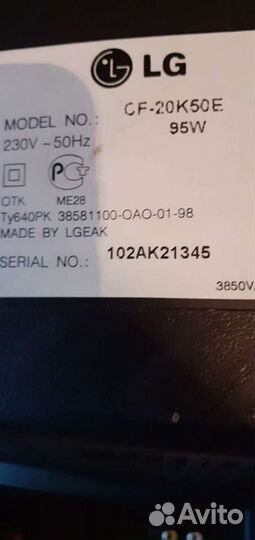 LG
MODEL NO.: CF-20K50E
230V ~ 50Hz 95W
ОТК ME28
Ty640PK 38581100-OAO-01-98
MADE BY LGEAK
SERIAL NO.: 102AK21345
3850V
Avito